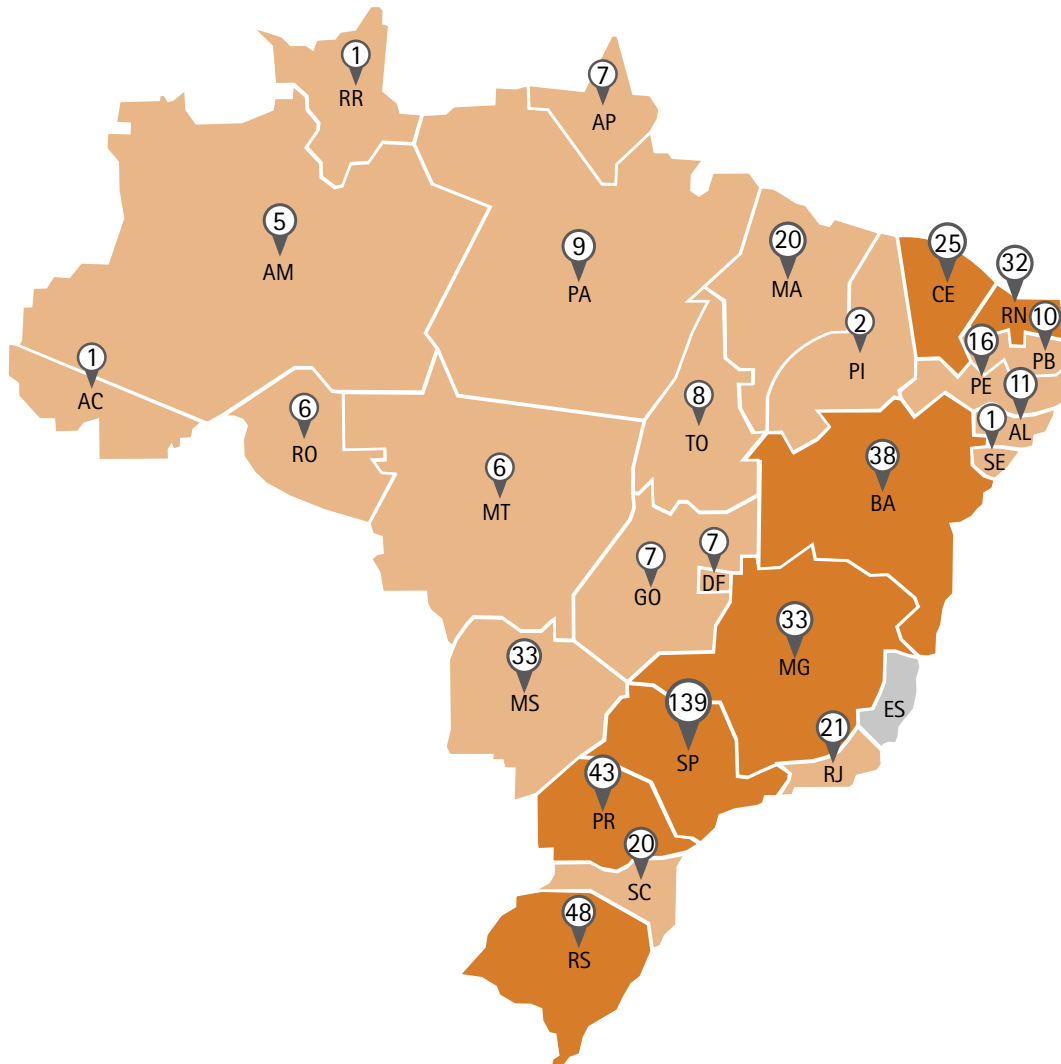 1
RR
7
AP
5
AM
9
PA
20
MA
25
CE
32
RN
2
PI
10
PB
16
PE
11
AL
1
SE
1
AC
6
RO
8
TO
6
MT
38
BA
7
GO
7
DF
33
MG
33
MS
ES
139
SP
21
RJ
43
PR
20
SC
48
RS